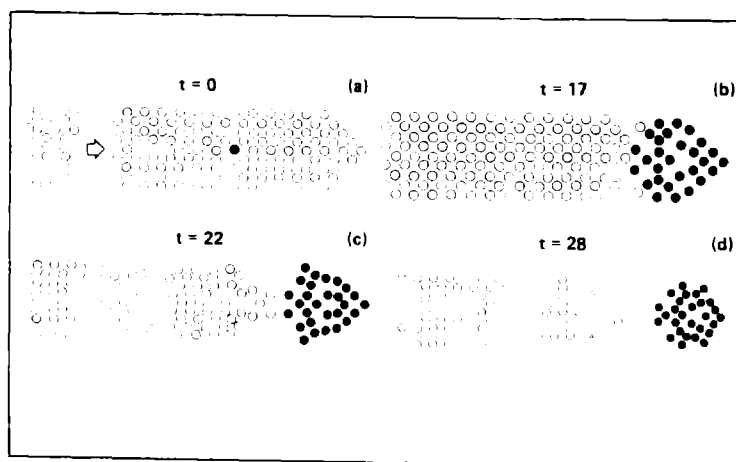 t = 0 (a)
t = 17 (b)
t = 22 (c)
t = 28 (d)